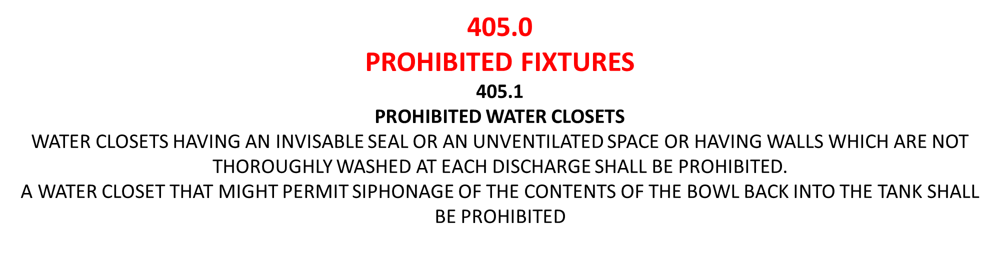 405.0
PROHIBITED FIXTURES
405.1
PROHIBITED WATER CLOSETS
WATER CLOSETS HAVING AN INVISABLE SEAL OR AN UNVENTILATED SPACE OR HAVING WALLS WHICH ARE NOT
THOROUGHLY WASHED AT EACH DISCHARGE SHALL BE PROHIBITED.
A WATER CLOSET THAT MIGHT PERMIT SIPHONAGE OF THE CONTENTS OF THE BOWL BACK INTO THE TANK SHALL
BE PROHIBITED